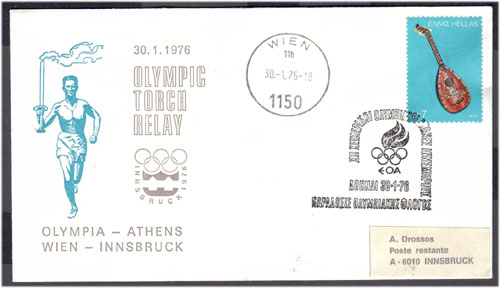 30.1.1976
OLYMPIC
TORCH
RELAY
INNSBRUCK 1976
OLYMPIA – ATHENS
WIEN – INNSBRUCK
WIEN
11h
30.-1.76-18
1150
ΕΛΛΑΣ HELLAS
ΕΟΑ
ΑΘΗΝΑΙ 30-1-76
ΟΛΥΜΠΙΑΚΗΣ ΦΛΟΓΟΣ
A. Drossos
Poste restante
A - 6010 INNSBRUCK